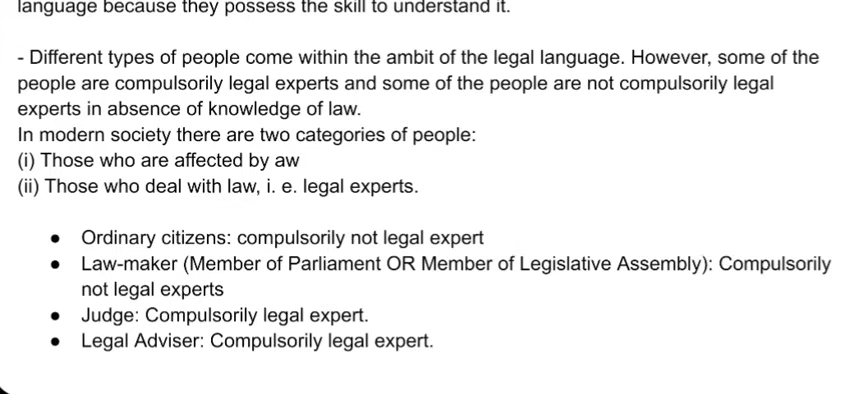 language because they possess the skill to understand it.
- Different types of people come within the ambit of the legal language. However, some of the
people are compulsorily legal experts and some of the people are not compulsorily legal
experts in absence of knowledge of law.
In modern society there are two categories of people:
(i) Those who are affected by aw
(ii) Those who deal with law, i. e. legal experts.
● Ordinary citizens: compulsorily not legal expert
● Law-maker (Member of Parliament OR Member of Legislative Assembly): Compulsorily
not legal experts
● Judge: Compulsorily legal expert.
● Legal Adviser: Compulsorily legal expert.